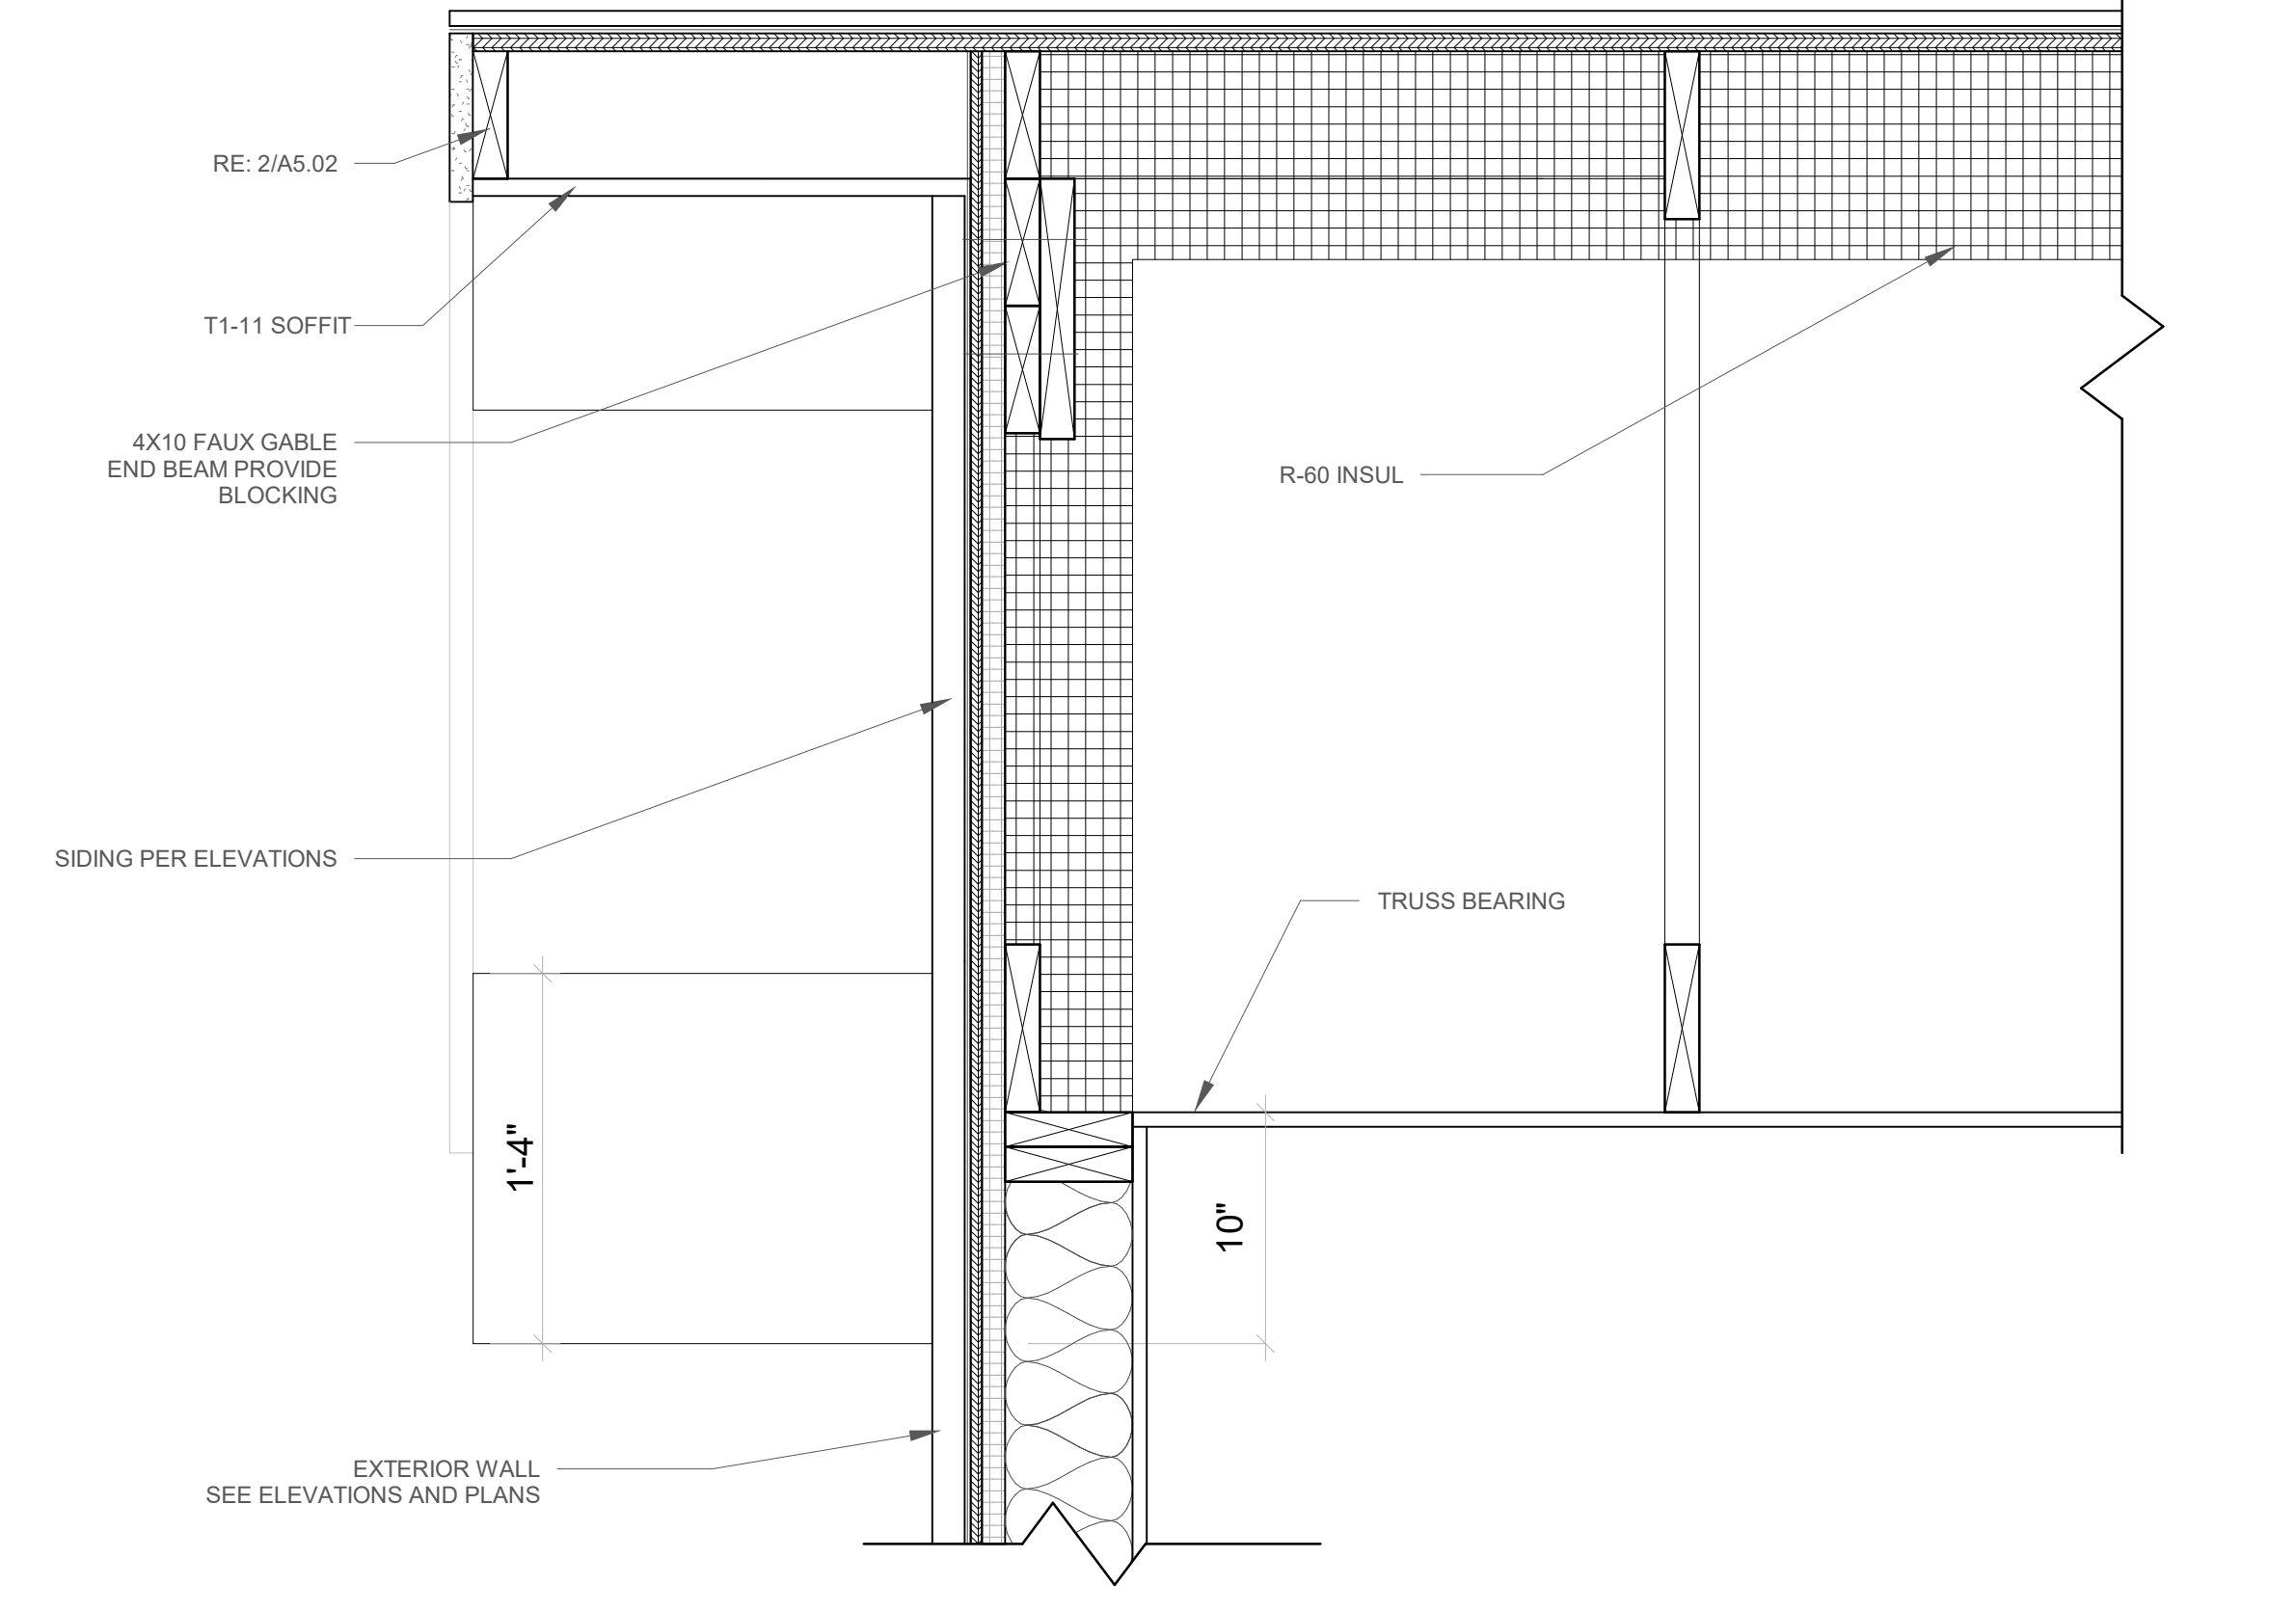 RE: 2/A5.02
T1-11 SOFFIT
4X10 FAUX GABLE
END BEAM PROVIDE
BLOCKING
R-60 INSUL
SIDING PER ELEVATIONS
TRUSS BEARING
1'-4"
10"
EXTERIOR WALL
SEE ELEVATIONS AND PLANS